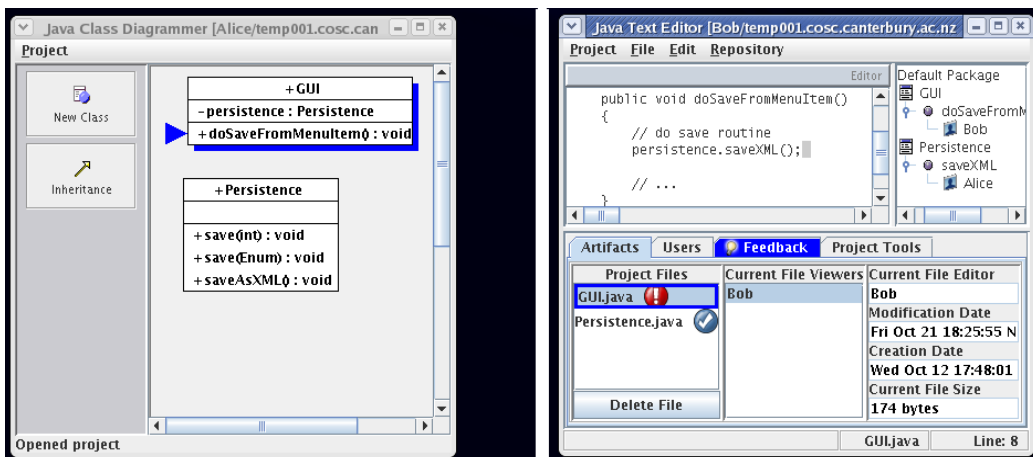 Java Class Diagrammer [Alice/temp001.cosc.can
Project
New Class
Inheritance
+GUI
-persistence : Persistence
+doSaveFromMenuItem() : void
+Persistence
+save(int) : void
+save(Enum) : void
+saveAsXML() : void
Opened project
Java Text Editor [Bob/temp001.cosc.canterbury.ac.nz
Project File Edit Repository
Editor
public void doSaveFromMenuItem()
{
// do save routine
persistence.saveXML();
// ...
}
Default Package
GUI
doSaveFromM
Bob
Persistence
saveXML
Alice
Artifacts Users Feedback Project Tools
Project Files
GUI.java
Persistence.java
Delete File
Current File Viewers
Bob
Current File Editor
Bob
Modification Date
Fri Oct 21 18:25:55 N
Creation Date
Wed Oct 12 17:48:01
Current File Size
174 bytes
GUI.java Line: 8